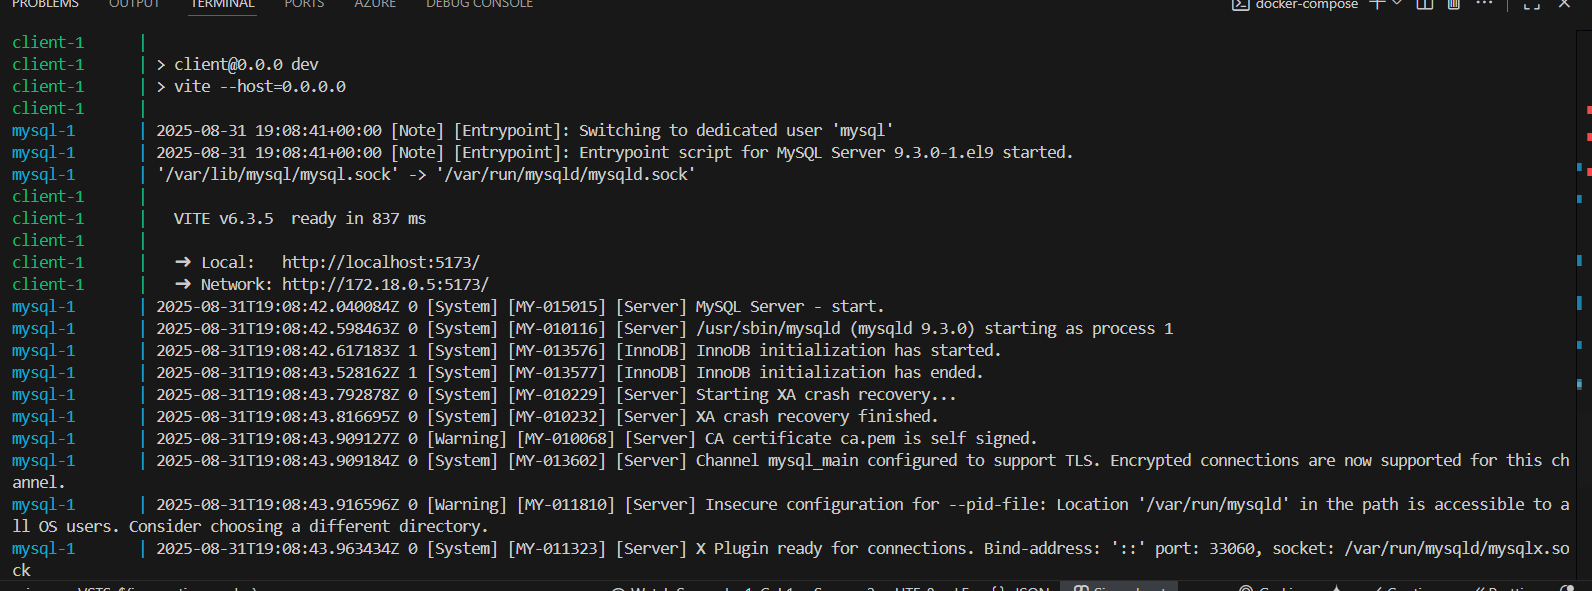 PROBLEMS OUTPUT TERMINAL PORTS AZURE DEBUG CONSOLE docker-compose
client-1 |
client-1 | > client@0.0.0 dev
client-1 | > vite --host=0.0.0.0
client-1 |
mysql-1 | 2025-08-31 19:08:41+00:00 [Note] [Entrypoint]: Switching to dedicated user 'mysql'
mysql-1 | 2025-08-31 19:08:41+00:00 [Note] [Entrypoint]: Entrypoint script for MySQL Server 9.3.0-1.el9 started.
mysql-1 | '/var/lib/mysql/mysql.sock' -> '/var/run/mysqld/mysqld.sock'
client-1 |
client-1 | VITE v6.3.5 ready in 837 ms
client-1 |
client-1 | ➜ Local: http://localhost:5173/
client-1 | ➜ Network: http://172.18.0.5:5173/
mysql-1 | 2025-08-31T19:08:42.040084Z 0 [System] [MY-015015] [Server] MySQL Server - start.
mysql-1 | 2025-08-31T19:08:42.598463Z 0 [System] [MY-010116] [Server] /usr/sbin/mysqld (mysqld 9.3.0) starting as process 1
mysql-1 | 2025-08-31T19:08:42.617183Z 1 [System] [MY-013576] [InnoDB] InnoDB initialization has started.
mysql-1 | 2025-08-31T19:08:43.528162Z 1 [System] [MY-013577] [InnoDB] InnoDB initialization has ended.
mysql-1 | 2025-08-31T19:08:43.792878Z 0 [System] [MY-010229] [Server] Starting XA crash recovery...
mysql-1 | 2025-08-31T19:08:43.816695Z 0 [System] [MY-010232] [Server] XA crash recovery finished.
mysql-1 | 2025-08-31T19:08:43.909127Z 0 [Warning] [MY-010068] [Server] CA certificate ca.pem is self signed.
mysql-1 | 2025-08-31T19:08:43.909184Z 0 [System] [MY-013602] [Server] Channel mysql_main configured to support TLS. Encrypted connections are now supported for this ch
annel.
mysql-1 | 2025-08-31T19:08:43.916596Z 0 [Warning] [MY-011810] [Server] Insecure configuration for --pid-file: Location '/var/run/mysqld' in the path is accessible to a
ll OS users. Consider choosing a different directory.
mysql-1 | 2025-08-31T19:08:43.963434Z 0 [System] [MY-011323] [Server] X Plugin ready for connections. Bind-address: '::' port: 33060, socket: /var/run/mysqld/mysqlx.so
ck